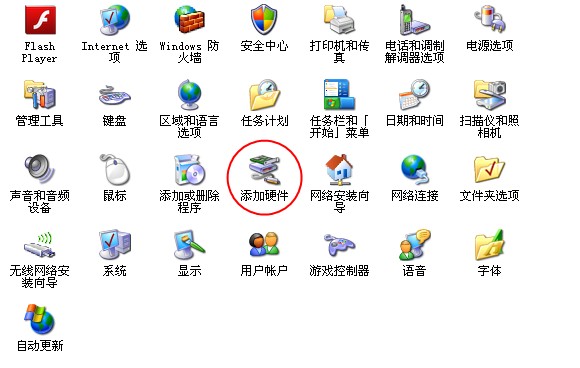 Flash
Player
Internet 选
项
Windows 防
火墙
安全中心
打印机和传
真
电话和调制
解调器选项
电源选项
管理工具
键盘
区域和语言
选项
任务计划
任务栏和「
开始」菜单
日期和时间
扫描仪和照
相机
声音和音频
设备
鼠标
添加或删除
程序
添加硬件
网络安装向
导
网络连接
文件夹选项
无线网络安
装向导
系统
显示
用户帐户
游戏控制器
语音
字体
自动更新